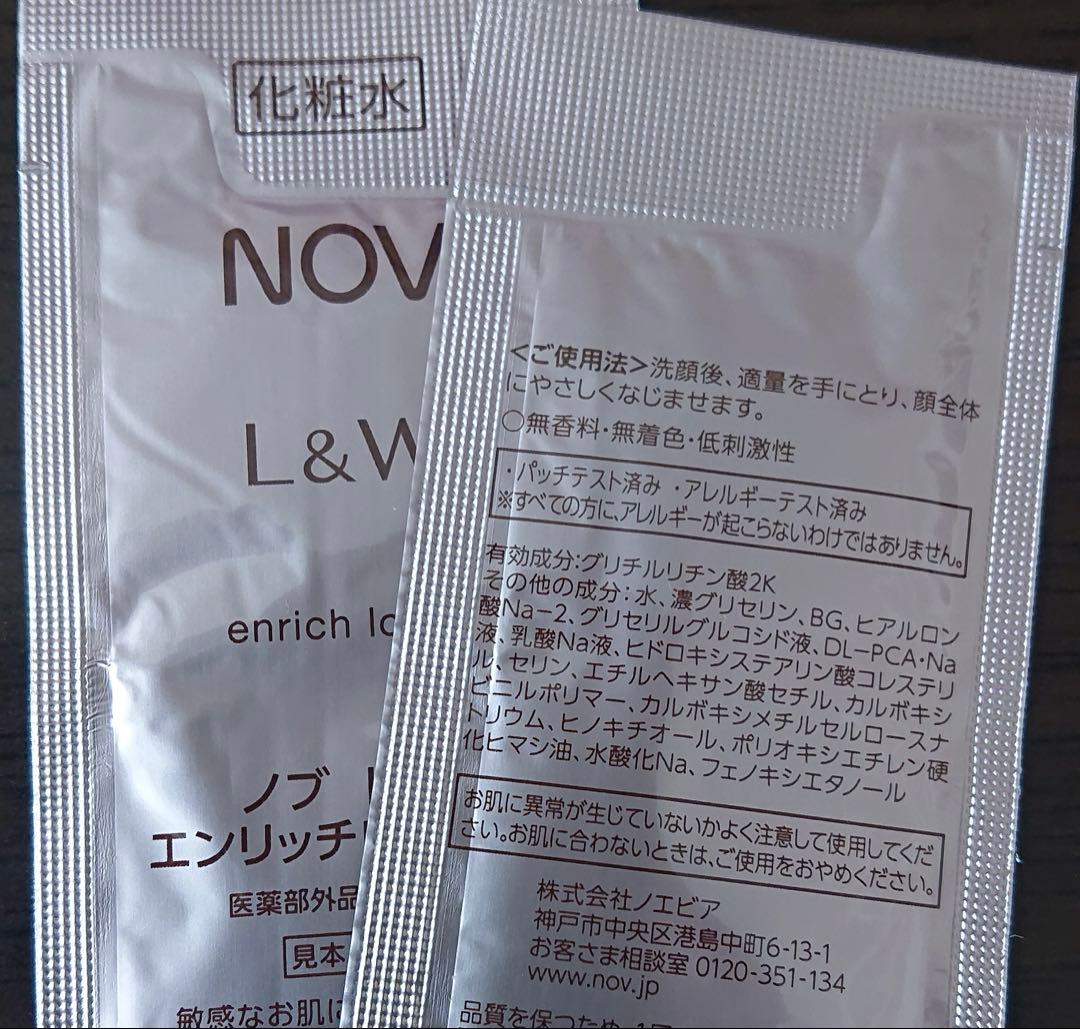 化粧水
NOV
L&W
enrich lo
ノブ
エンリッチ
医薬部外品
見本
敏感なお肌に
<ご使用法>洗顔後、適量を手にとり、顔全体
にやさしくなじませます。
○無香料・無着色・低刺激性
・パッチテスト済み ・アレルギーテスト済み
※すべての方に、アレルギーが起こらないわけではありません。
有効成分:グリチルリチン酸2K
その他の成分:水、濃グリセリン、BG、ヒアルロン
酸Na−2、グリセリルグルコシド液、DL−PCA・Na
液、乳酸Na液、ヒドロキシステアリン酸コレステリ
ル、セリン、エチルヘキサン酸セチル、カルボキシ
ビニルポリマー、カルボキシメチルセルロースナ
トリウム、ヒノキチオール、ポリオキシエチレン硬
化ヒマシ油、水酸化Na、フェノキシエタノール
お肌に異常が生じていないかよく注意して使用してくだ
さい。お肌に合わないときは、ご使用をおやめください。
株式会社ノエビア
神戸市中央区港島中町6-13-1
お客さま相談室 0120-351-134
www.nov.jp
品質を保つため、1回